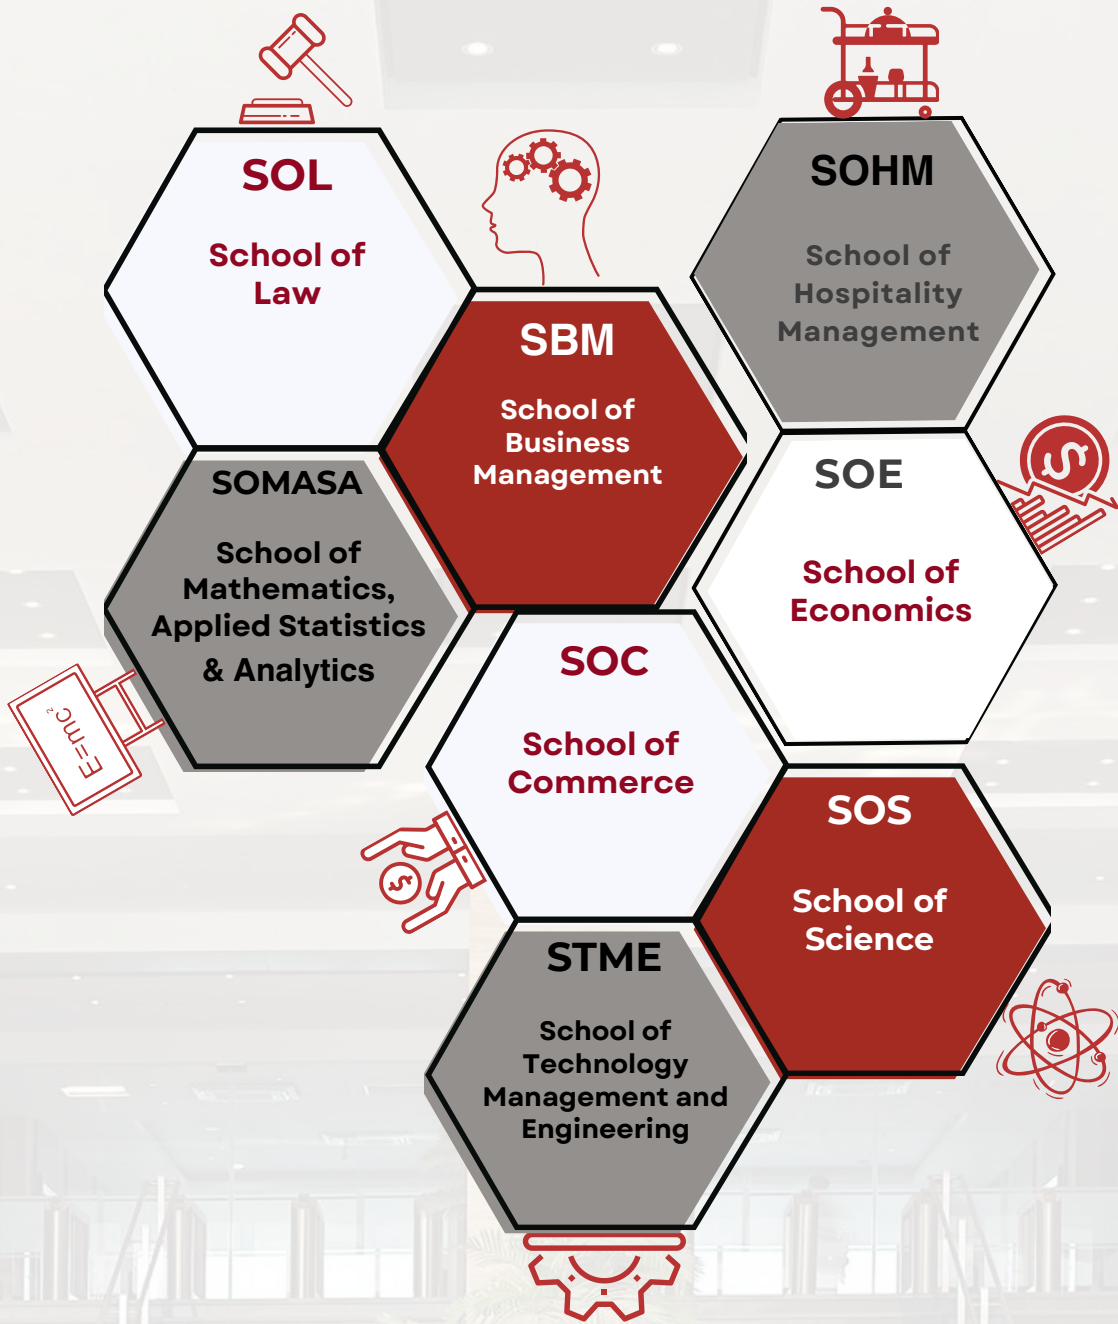 SOL
School of
Law
SOHM
School of
Hospitality
Management
SBM
School of
Business
Management
SOMASA
School of
Mathematics,
Applied Statistics
& Analytics
SOE
School of
Economics
SOC
School of
Commerce
SOS
School of
Science
STME
School of
Technology
Management and
Engineering
E=mc²
$
$